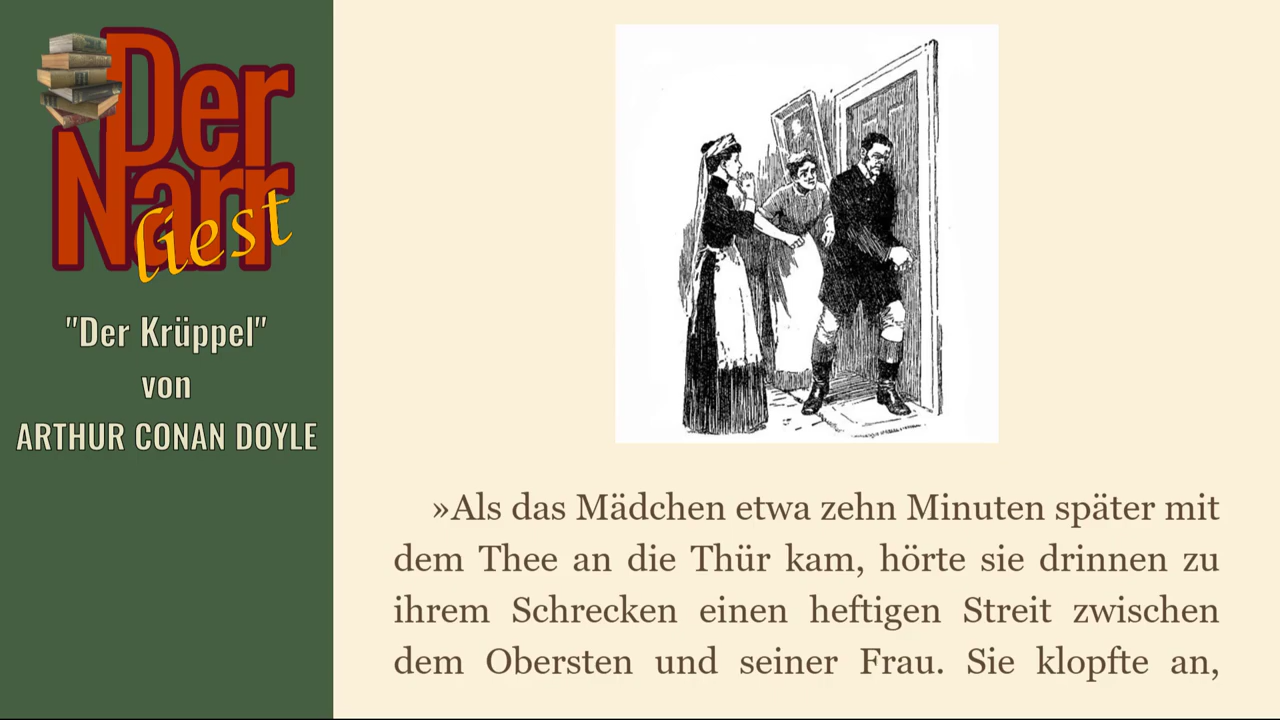 Der
Narr
liest
"Der Krüppel"
von
ARTHUR CONAN DOYLE
»Als das Mädchen etwa zehn Minuten später mit
dem Thee an die Thür kam, hörte sie drinnen zu
ihrem Schrecken einen heftigen Streit zwischen
dem Obersten und seiner Frau. Sie klopfte an,